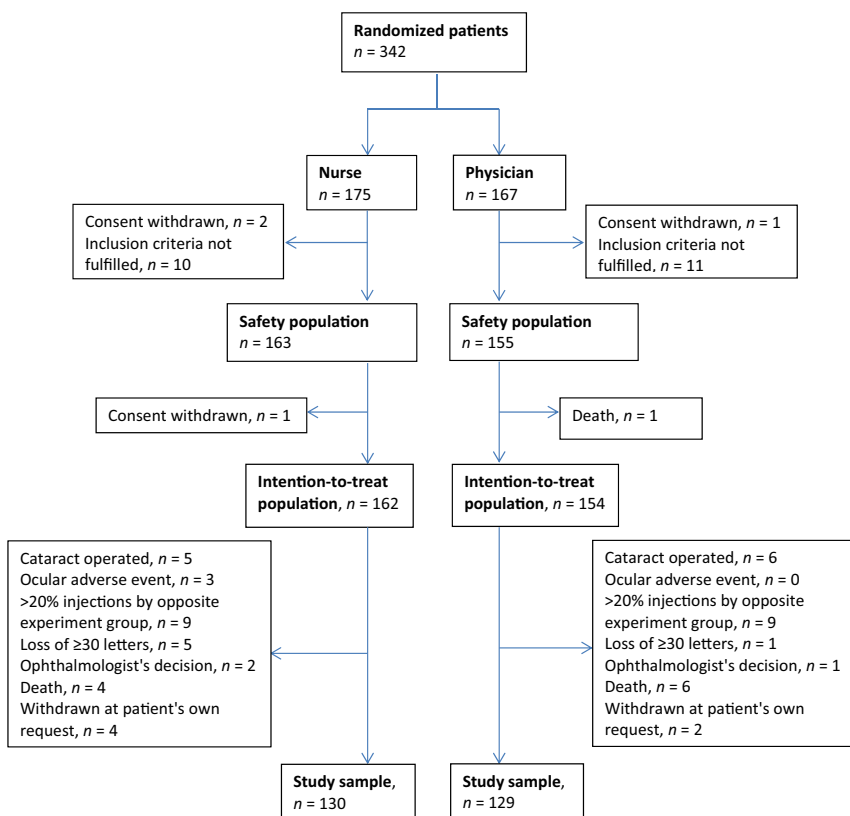 Randomized patients
n = 342
Nurse
n = 175
Physician
n = 167
Consent withdrawn, n = 2
Inclusion criteria not
fulfilled, n = 10
Consent withdrawn, n = 1
Inclusion criteria not
fulfilled, n = 11
Safety population
n = 163
Safety population
n = 155
Consent withdrawn, n = 1
Death, n = 1
Intention-to-treat
population, n = 162
Intention-to-treat
population, n = 154
Cataract operated, n = 5
Ocular adverse event, n = 3
>20% injections by opposite
experiment group, n = 9
Loss of ≥30 letters, n = 5
Ophthalmologist's decision, n = 2
Death, n = 4
Withdrawn at patient's own
request, n = 4
Cataract operated, n = 6
Ocular adverse event, n = 0
>20% injections by opposite
experiment group, n = 9
Loss of ≥30 letters, n = 1
Ophthalmologist's decision, n = 1
Death, n = 6
Withdrawn at patient's own
request, n = 2
Study sample,
n = 130
Study sample,
n = 129